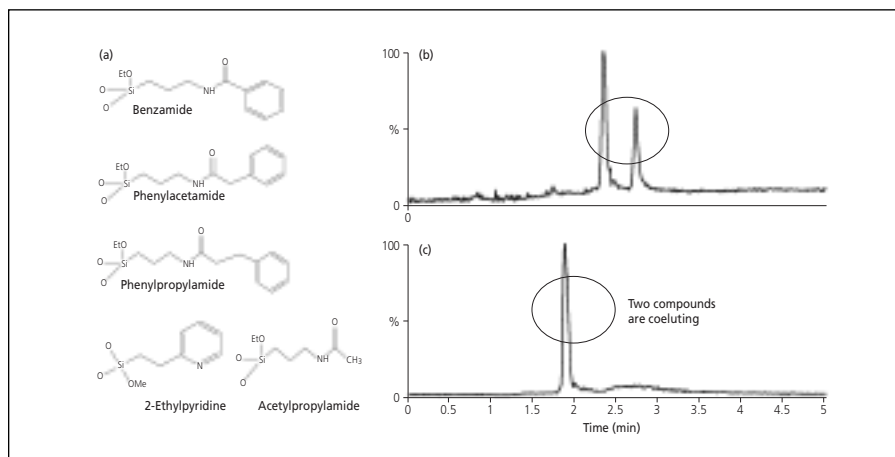 (a)
EtO
O
O Si NH
O
Benzamide
O
EtO
O Si NH
O
Phenylacetamide
O
EtO
O Si NH
O
Phenylpropylamide
O
O Si N
OMe
2-Ethylpyridine
EtO O
O Si NH CH3
O
Acetylpropylamide
(b)
100
%
0
0
(c)
100
%
0
Two compounds
are coeluting
0 0.5 1 1.5 2 2.5 3 3.5 4 4.5 5
Time (min)